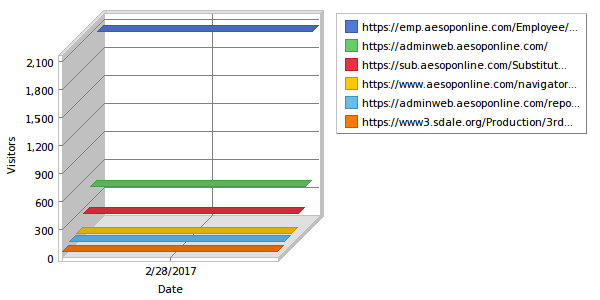 2,100
1,800
1,500
1,200
900
600
300
0
Visitors
2/28/2017
Date
https://emp.aesoponline.com/Employee/...
https://adminweb.aesoponline.com/
https://sub.aesoponline.com/Substitut...
https://www.aesoponline.com/navigator...
https://adminweb.aesoponline.com/repo...
https://www3.sdale.org/Production/3rd...